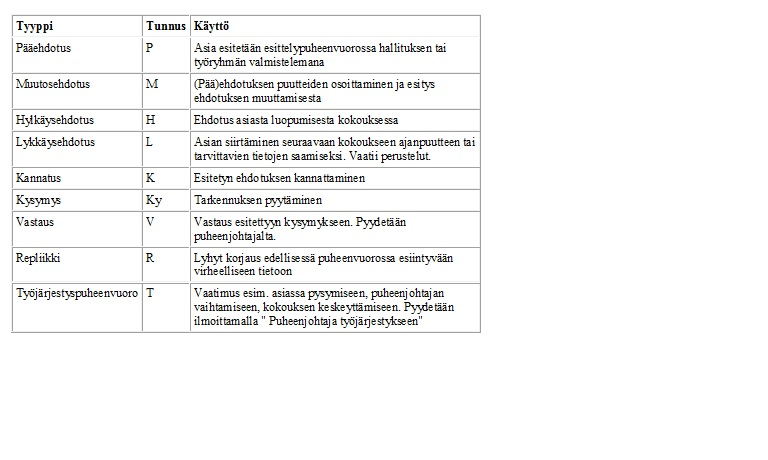 Tyyppi Tunnus Käyttö
Pääehdotus P Asia esitetään esittelypuheenvuorossa hallituksen tai
työryhmän valmistelemana
Muutosehdotus M (Pää)ehdotuksen puutteiden osoittaminen ja esitys
ehdotuksen muuttamisesta
Hylkäysehdotus H Ehdotus asiasta luopumisesta kokouksessa
Lykkäysehdotus L Asian siirtäminen seuraavaan kokoukseen ajanpuutteen tai
tarvittavien tietojen saamiseksi. Vaatii perustelut.
Kannatus K Esitetyn ehdotuksen kannattaminen
Kysymys Ky Tarkennuksen pyytäminen
Vastaus V Vastaus esitettyyn kysymykseen. Pyydetään
puheenjohtajalta.
Repliikki R Lyhyt korjaus edellisessä puheenvuorossa esiintyvään
virheelliseen tietoon
Työjärjestyspuheenvuoro T Vaatimus esim. asiassa pysymiseen, puheenjohtajan
vaihtamiseen, kokouksen keskeyttämiseen. Pyydetään
ilmoittamalla " Puheenjohtaja työjärjestykseen"